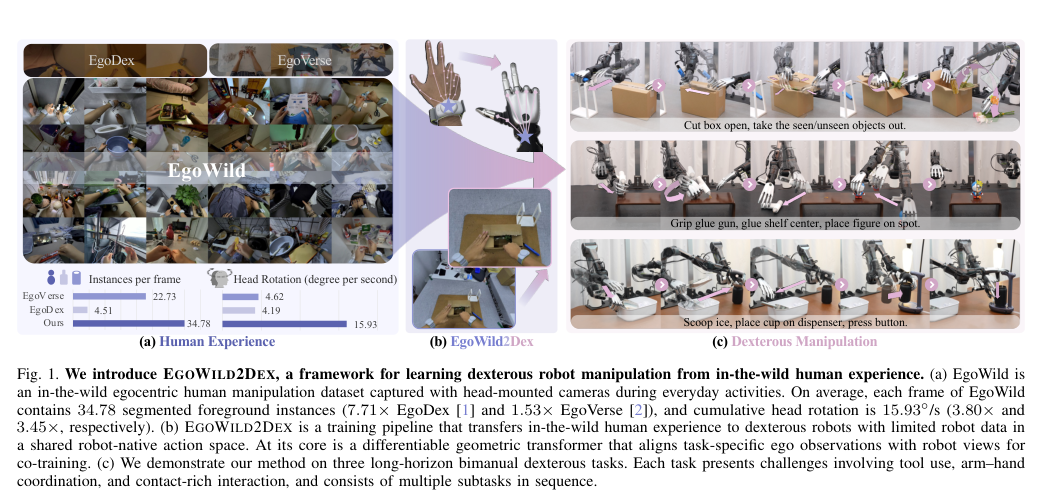 EgoDex
EgoVerse
EgoWild
Instances per frame
Head Rotation (degree per second)
EgoVerse 22.73 4.62
EgoDex 4.51 4.19
Ours 34.78 15.93
(a) Human Experience
(b) EgoWild2Dex
Cut box open, take the seen/unseen objects out.
Grip glue gun, glue shelf center, place figure on spot.
Scoop ice, place cup on dispenser, press button.
(c) Dexterous Manipulation
Fig. 1. We introduce EGOWILD2DEX, a framework for learning dexterous robot manipulation from in-the-wild human experience. (a) EgoWild is
an in-the-wild egocentric human manipulation dataset captured with head-mounted cameras during everyday activities. On average, each frame of EgoWild
contains 34.78 segmented foreground instances (7.71× EgoDex [1] and 1.53× EgoVerse [2]), and cumulative head rotation is 15.93°/s (3.80× and
3.45×, respectively). (b) EGOWILD2DEX is a training pipeline that transfers in-the-wild human experience to dexterous robots with limited robot data in
a shared robot-native action space. At its core is a differentiable geometric transformer that aligns task-specific ego observations with robot views for
co-training. (c) We demonstrate our method on three long-horizon bimanual dexterous tasks. Each task presents challenges involving tool use, arm–hand
coordination, and contact-rich interaction, and consists of multiple subtasks in sequence.